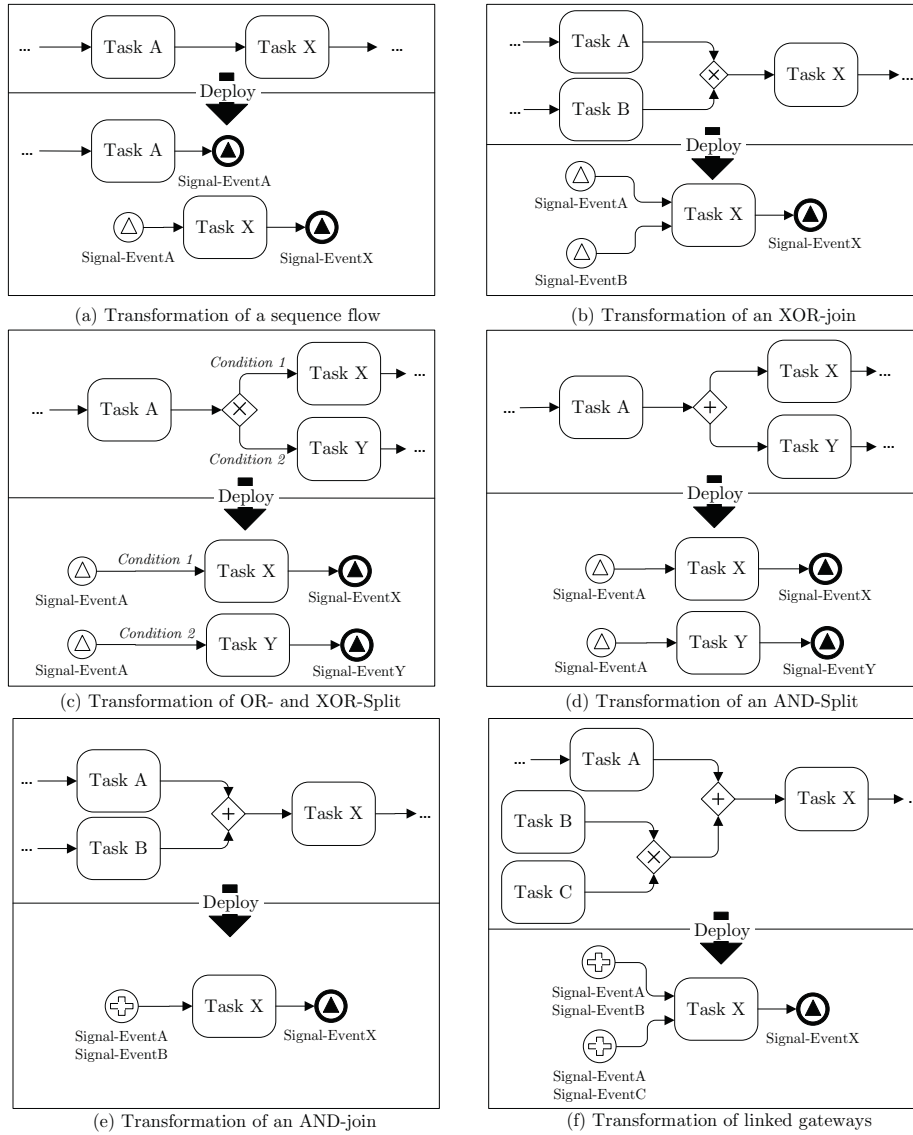 ... Task A Task X ...
Deploy
... Task A
Signal-EventA
Task X
Signal-EventA Signal-EventX
(a) Transformation of a sequence flow
... Task A
Task X ...
... Task B
Deploy
Signal-EventA
Task X
Signal-EventX
Signal-EventB
(b) Transformation of an XOR-join
Condition 1
Task X ...
... Task A
Task Y ...
Condition 2
Deploy
Condition 1
Task X
Signal-EventA Signal-EventX
Condition 2
Task Y
Signal-EventA Signal-EventY
(c) Transformation of OR- and XOR-Split
Task X ...
... Task A
Task Y ...
Deploy
Task X
Signal-EventA Signal-EventX
Task Y
Signal-EventA Signal-EventY
(d) Transformation of an AND-Split
... Task A
Task X ...
... Task B
Deploy
Task X
Signal-EventA Signal-EventX
Signal-EventB
(e) Transformation of an AND-join
... Task A
Task X ...
Task B
Task C
Deploy
Signal-EventA
Signal-EventB
Task X
Signal-EventX
Signal-EventA
Signal-EventC
(f) Transformation of linked gateways